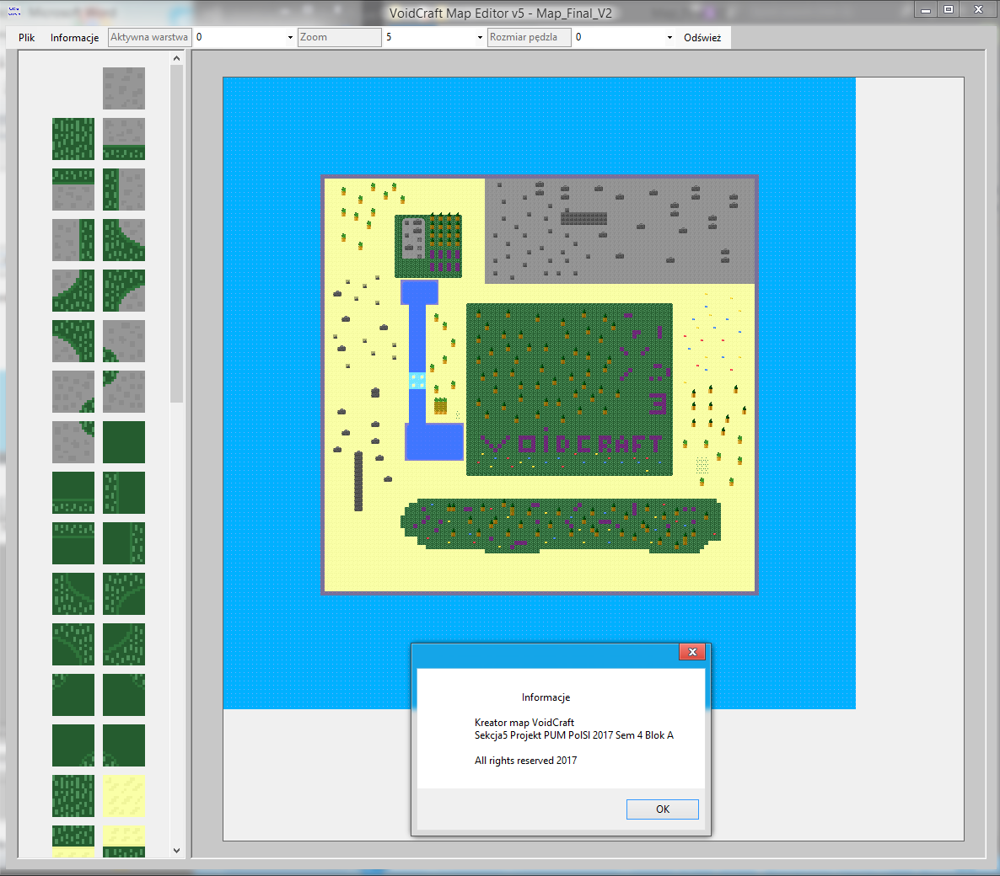 VoidCraft Map Editor v5 - Map_Final_V2
Plik Informacje Aktywna warstwa 0 Zoom 5 Rozmiar pędzla 0 Odśwież
3
VOiDCRAFT
Informacje
Kreator map VoidCraft
Sekcja5 Projekt PUM PolSl 2017 Sem 4 Blok A
All rights reserved 2017
OK